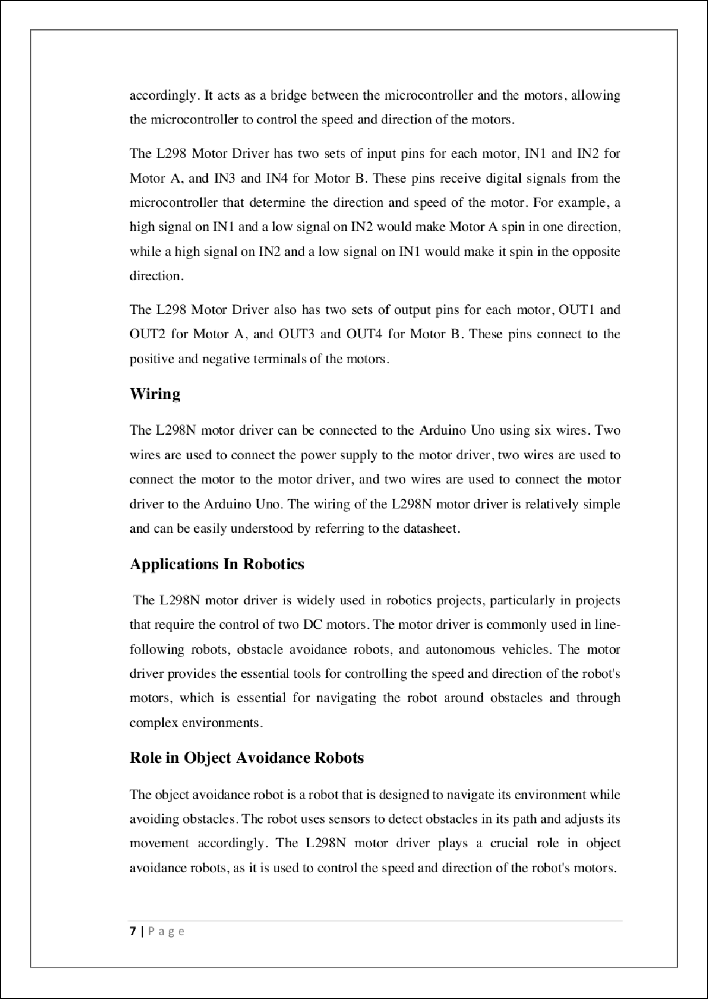 accordingly. It acts as a bridge between the microcontroller and the motors, allowing
the microcontroller to control the speed and direction of the motors.
The L298 Motor Driver has two sets of input pins for each motor, IN1 and IN2 for
Motor A, and IN3 and IN4 for Motor B. These pins receive digital signals from the
microcontroller that determine the direction and speed of the motor. For example, a
high signal on IN1 and a low signal on IN2 would make Motor A spin in one direction,
while a high signal on IN2 and a low signal on IN1 would make it spin in the opposite
direction.
The L298 Motor Driver also has two sets of output pins for each motor, OUT1 and
OUT2 for Motor A, and OUT3 and OUT4 for Motor B. These pins connect to the
positive and negative terminals of the motors.
Wiring
The L298N motor driver can be connected to the Arduino Uno using six wires. Two
wires are used to connect the power supply to the motor driver, two wires are used to
connect the motor to the motor driver, and two wires are used to connect the motor
driver to the Arduino Uno. The wiring of the L298N motor driver is relatively simple
and can be easily understood by referring to the datasheet.
Applications In Robotics
The L298N motor driver is widely used in robotics projects, particularly in projects
that require the control of two DC motors. The motor driver is commonly used in line-
following robots, obstacle avoidance robots, and autonomous vehicles. The motor
driver provides the essential tools for controlling the speed and direction of the robot's
motors, which is essential for navigating the robot around obstacles and through
complex environments.
Role in Object Avoidance Robots
The object avoidance robot is a robot that is designed to navigate its environment while
avoiding obstacles. The robot uses sensors to detect obstacles in its path and adjusts its
movement accordingly. The L298N motor driver plays a crucial role in object
avoidance robots, as it is used to control the speed and direction of the robot's motors.
7 | P a g e